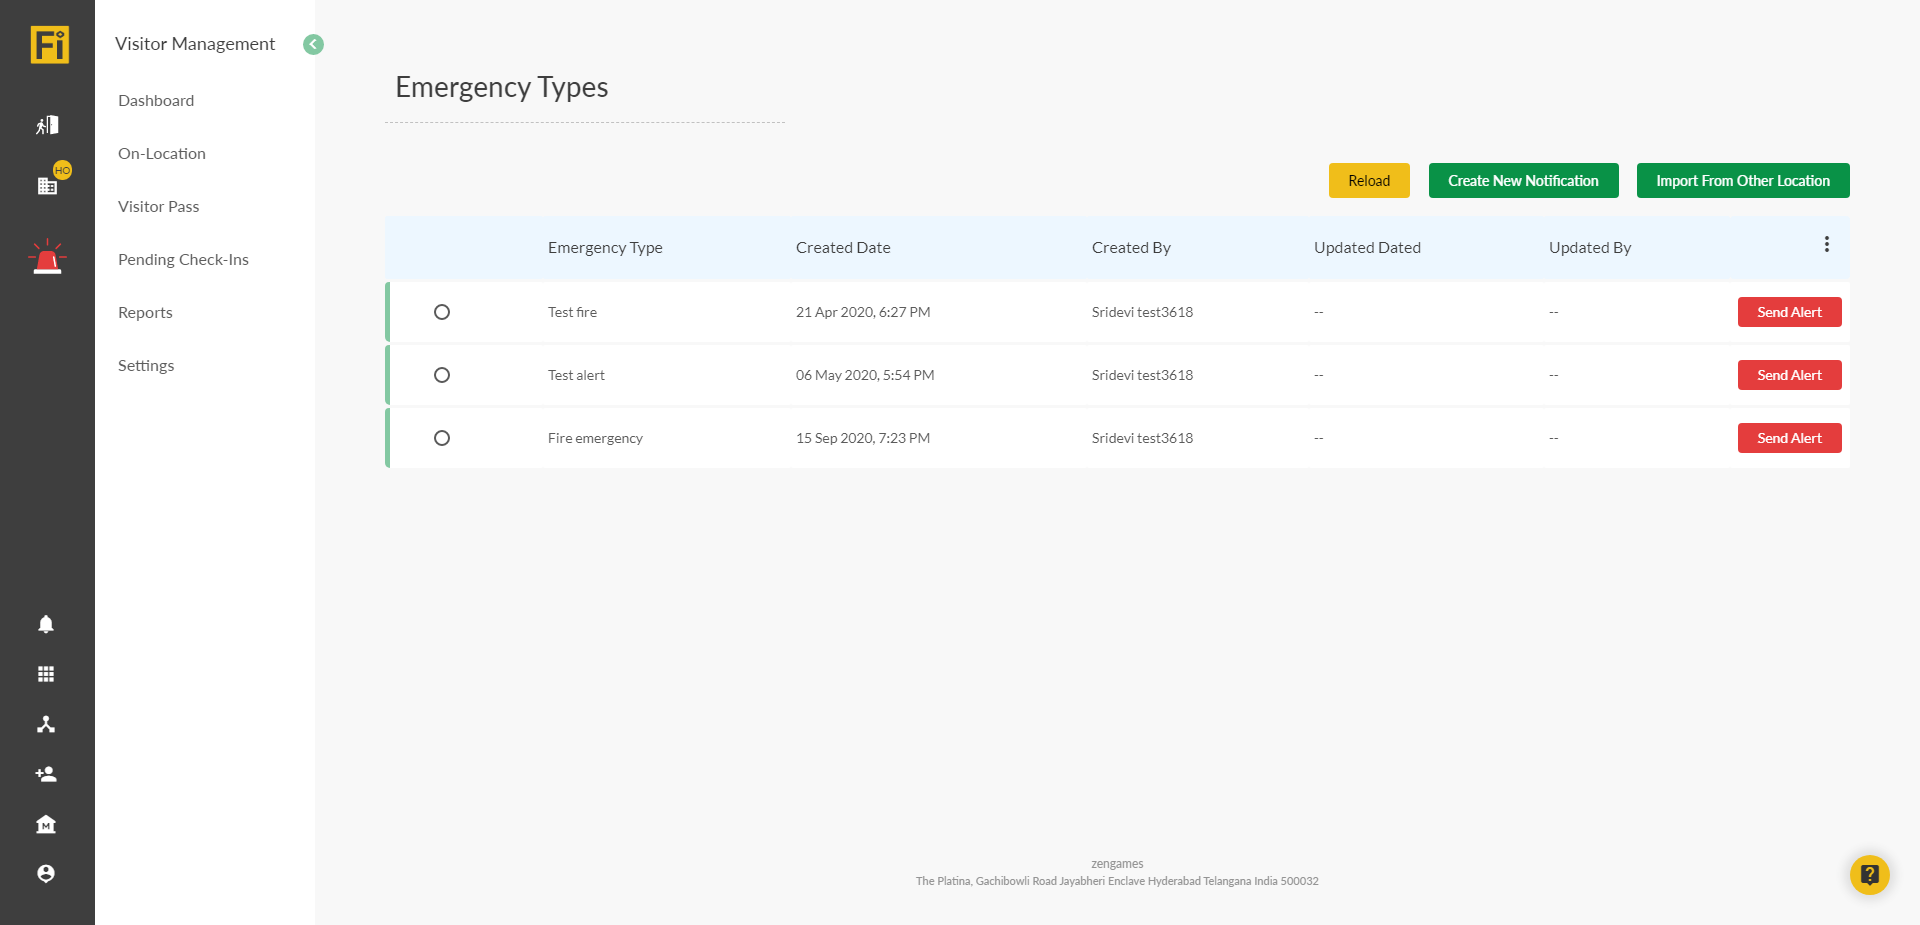 Fi
HO
Visitor Management
Dashboard
On-Location
Visitor Pass
Pending Check-Ins
Reports
Settings
Emergency Types
Reload
Create New Notification
Import From Other Location
Emergency Type Created Date Created By Updated Dated Updated By
Test fire 21 Apr 2020, 6:27 PM Sridevi test3618 -- -- Send Alert
Test alert 06 May 2020, 5:54 PM Sridevi test3618 -- -- Send Alert
Fire emergency 15 Sep 2020, 7:23 PM Sridevi test3618 -- -- Send Alert
M
zengames
The Platina, Gachibowli Road Jayabheri Enclave Hyderabad Telangana India 500032
?